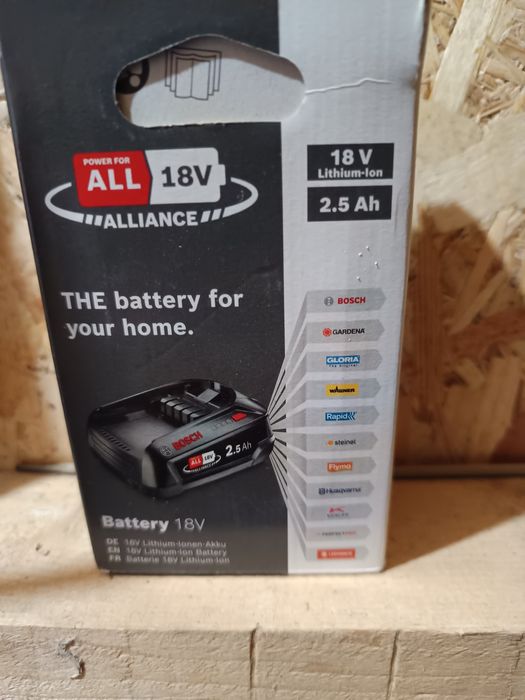 POWER FOR
ALL 18V
ALLIANCE
18 V
Lithium-Ion
2.5 Ah
THE battery for
your home.
BOSCH
GARDENA
GLORIA
WAGNER
Rapid
steinel
Flymo
Husqvarna
BOSCH
2.5 Ah
ALL 18V
ALLIANCE
Battery 18V
DE 18V Lithium-Ionen-Akku
EN 18V Lithium-Ion Battery
FR Batterie 18V Lithium-Ion